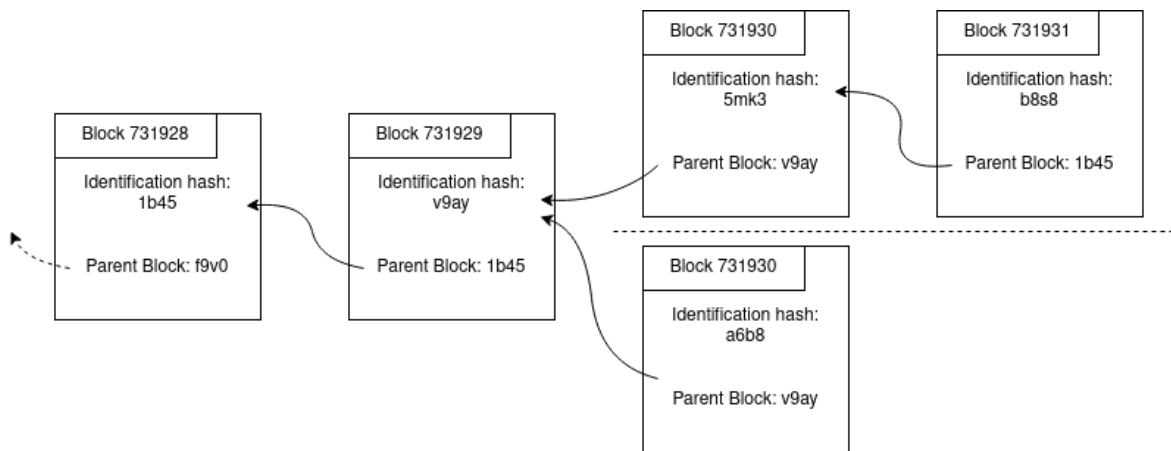 Block 731928
Identification hash:
1b45
Parent Block: f9v0
Block 731929
Identification hash:
v9ay
Parent Block: 1b45
Block 731930
Identification hash:
5mk3
Parent Block: v9ay
Block 731931
Identification hash:
b8s8
Parent Block: 1b45
Block 731930
Identification hash:
a6b8
Parent Block: v9ay